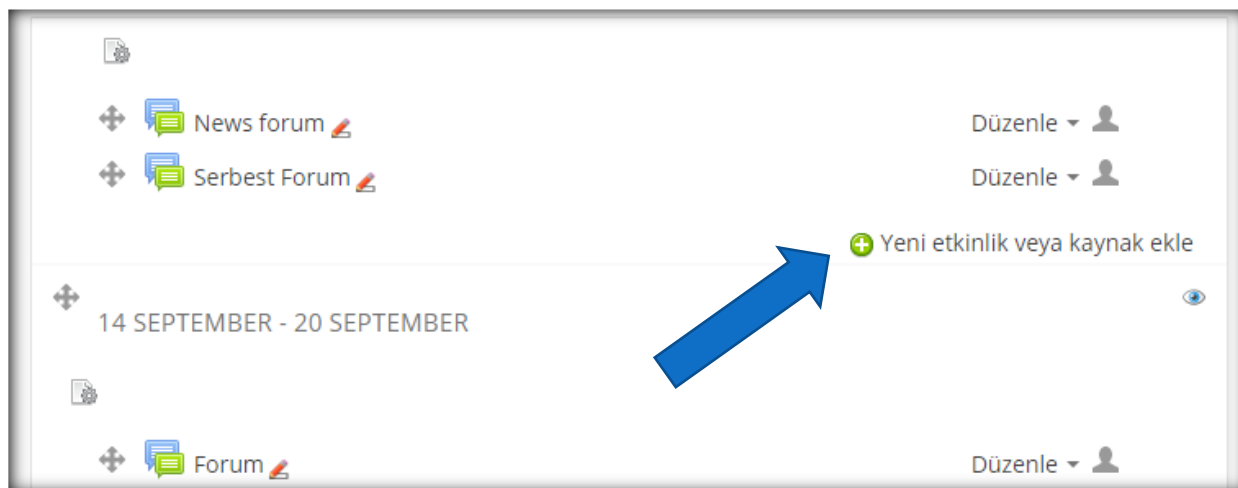 News forum
Düzenle
Serbest Forum
Düzenle
Yeni etkinlik veya kaynak ekle
14 SEPTEMBER - 20 SEPTEMBER
Forum
Düzenle